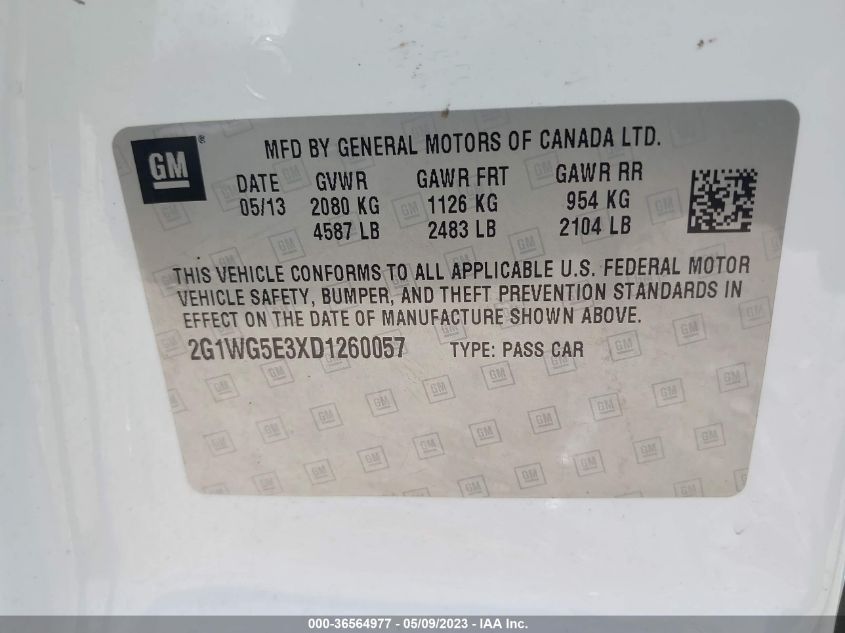 GM
MFD BY GENERAL MOTORS OF CANADA LTD.
DATE GVWR GAWR FRT GAWR RR
05/13 2080 KG 1126 KG 954 KG
4587 LB 2483 LB 2104 LB
THIS VEHICLE CONFORMS TO ALL APPLICABLE U.S. FEDERAL MOTOR
VEHICLE SAFETY, BUMPER, AND THEFT PREVENTION STANDARDS IN
EFFECT ON THE DATE OF MANUFACTURE SHOWN ABOVE.
2G1WG5E3XD1260057 TYPE: PASS CAR
000-36564977 - 05/09/2023 - IAA Inc.